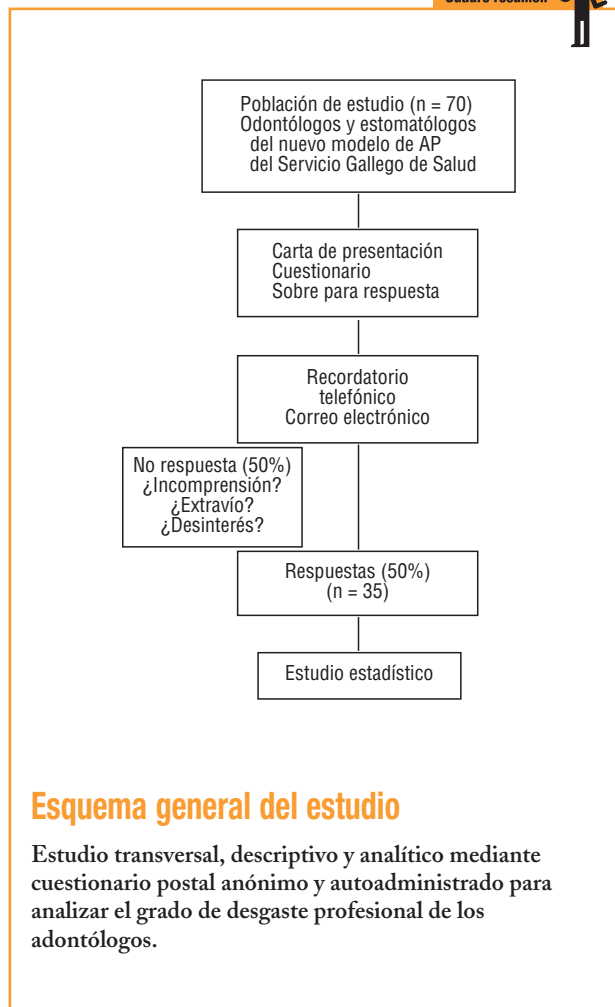 Cuadro resumen
Población de estudio (n = 70)
Odontólogos y estomatólogos
del nuevo modelo de AP
del Servicio Gallego de Salud
Carta de presentación
Cuestionario
Sobre para respuesta
Recordatorio
telefónico
Correo electrónico
No respuesta (50%)
¿Incomprensión?
¿Extravío?
¿Desinterés?
Respuestas (50%)
(n = 35)
Estudio estadístico
Esquema general del estudio
Estudio transversal, descriptivo y analítico mediante
cuestionario postal anónimo y autoadministrado para
analizar el grado de desgaste profesional de los
adontólogos.